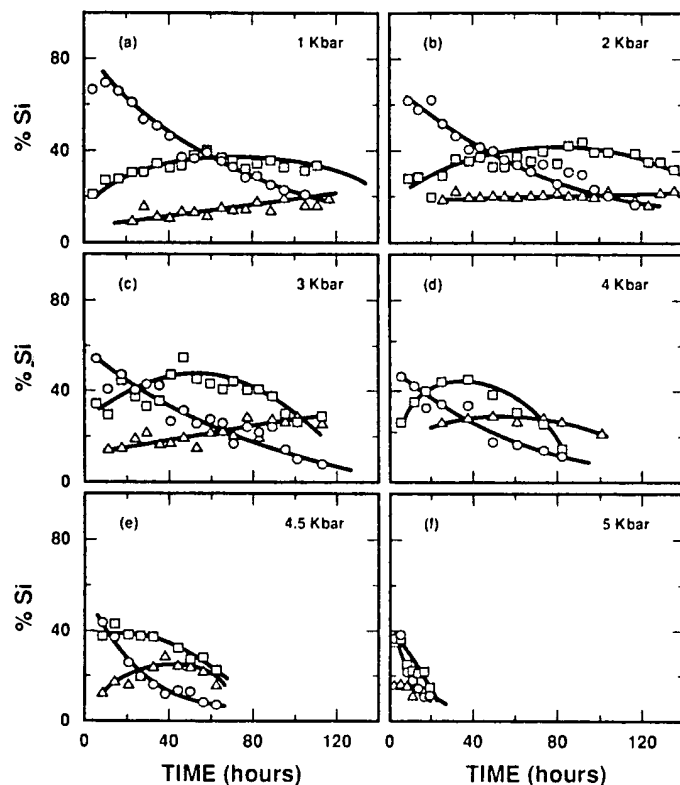 (a) 1 Kbar
(b) 2 Kbar
80
40
0
% Si
(c) 3 Kbar
(d) 4 Kbar
80
40
0
% Si
(e) 4.5 Kbar
(f) 5 Kbar
80
40
0
% Si
0 40 80 120
0 40 80 120
TIME (hours)
TIME (hours)